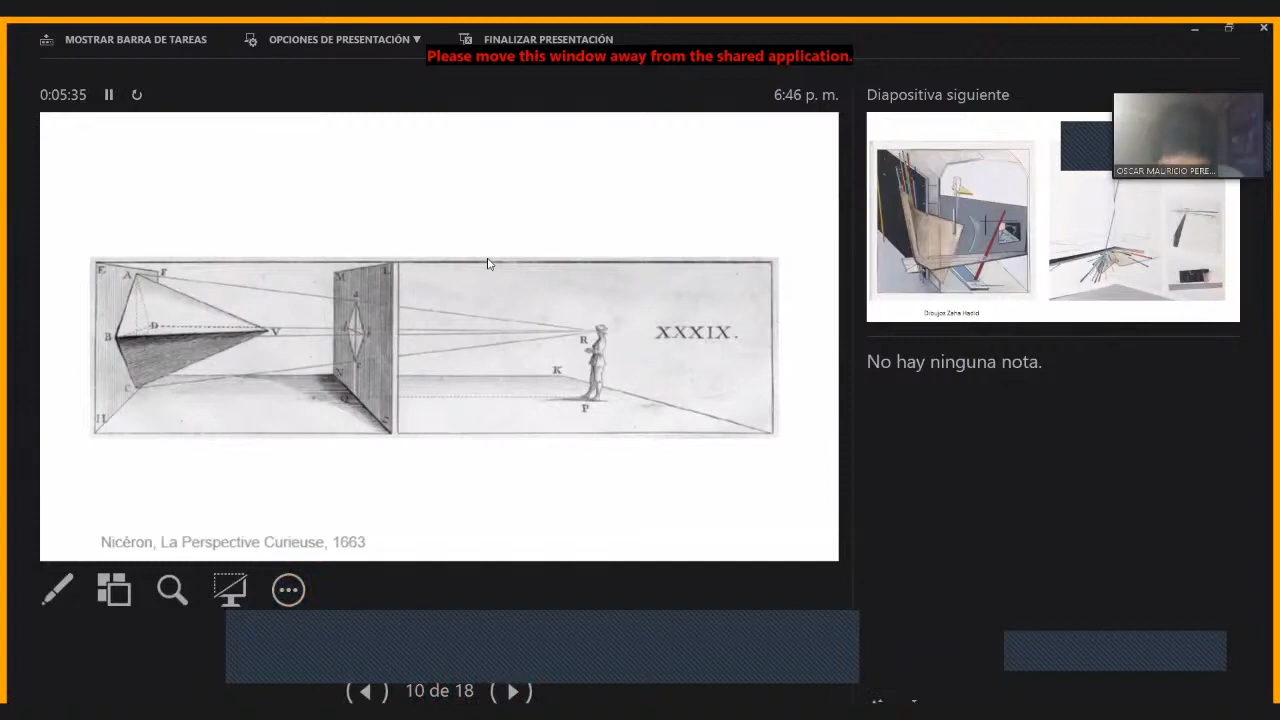 MOSTRAR BARRA DE TAREAS
OPCIONES DE PRESENTACIÓN ▼
FINALIZAR PRESENTACIÓN
Please move this window away from the shared application.
0:05:35
6:46 p. m.
Diapositiva siguiente
OSCAR MAURICIO PERE...
E A F
M L
B D V
R
XXXIX.
K
C
P
H
Nicéron, La Perspective Curieuse, 1663
Dibujos Zaha Hadid
No hay ninguna nota.
10 de 18